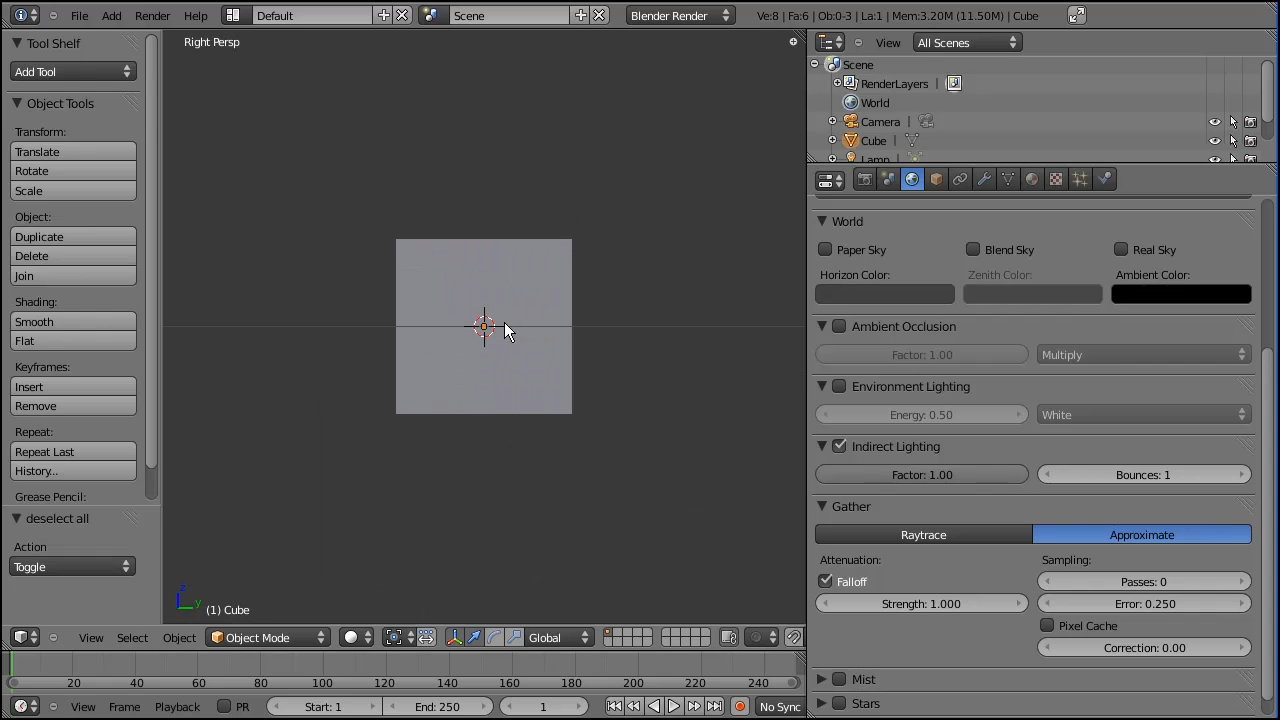 File Add Render Help Default Scene Blender Render Ve:8 | Fa:6 | Ob:0-3 | La:1 | Mem:3.20M (11.50M) | Cube
Tool Shelf
Add Tool
Object Tools
Transform:
Translate
Rotate
Scale
Object:
Duplicate
Delete
Join
Shading:
Smooth
Flat
Keyframes:
Insert
Remove
Repeat:
Repeat Last
History...
Grease Pencil:
deselect all
Action
Toggle
Right Persp
z
y
(1) Cube
View Select Object Object Mode Global
20 40 60 80 100 120 140 160 180 200 220 240
View Frame Playback PR Start: 1 End: 250 1 No Sync
View All Scenes
Scene
RenderLayers |
World
Camera |
Cube |
Lamp |
World
Paper Sky Blend Sky Real Sky
Horizon Color: Zenith Color: Ambient Color:
Ambient Occlusion
Factor: 1.00 Multiply
Environment Lighting
Energy: 0.50 White
Indirect Lighting
Factor: 1.00 Bounces: 1
Gather
Raytrace Approximate
Attenuation: Sampling:
Falloff Passes: 0
Strength: 1.000 Error: 0.250
Pixel Cache
Correction: 0.00
Mist
Stars